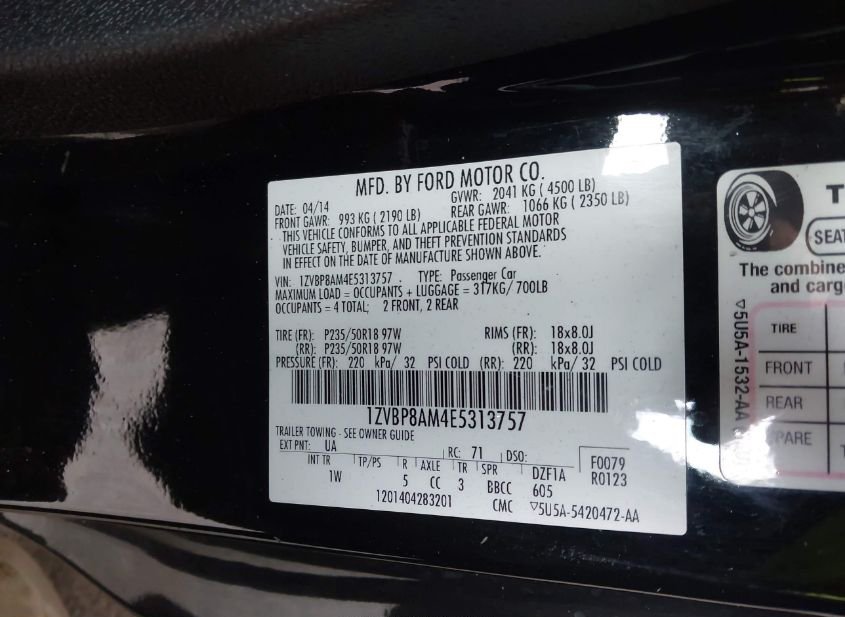 MFD. BY FORD MOTOR CO.
DATE: 04/14 GVWR: 2041 KG ( 4500 LB)
FRONT GAWR: 993 KG ( 2190 LB) REAR GAWR: 1066 KG ( 2350 LB)
THIS VEHICLE CONFORMS TO ALL APPLICABLE FEDERAL MOTOR
VEHICLE SAFETY, BUMPER, AND THEFT PREVENTION STANDARDS
IN EFFECT ON THE DATE OF MANUFACTURE SHOWN ABOVE.
VIN: 1ZVBP8AM4E5313757 TYPE: Passenger Car
MAXIMUM LOAD = OCCUPANTS + LUGGAGE = 317KG/ 700LB
OCCUPANTS = 4 TOTAL; 2 FRONT, 2 REAR
TIRE (FR): P235/50R18 97W RIMS (FR): 18x8.0J
(RR): P235/50R18 97W (RR): 18x8.0J
PRESSURE (FR): 220 kPa/ 32 PSI COLD (RR): 220 kPa/ 32 PSI COLD
1ZVBP8AM4E5313757
TRAILER TOWING - SEE OWNER GUIDE
EXT PNT: UA RC: 71 DSO: F0079
INT TR TP/PS R AXLE TR SPR DZF1A R0123
1W 5 CC 3 BBCC 605
1201404283201 CMC ▽5U5A-5420472-AA
SEAT
The combine
and cargo
▽5U5A-1532-AA
TIRE
FRONT
REAR
SPARE